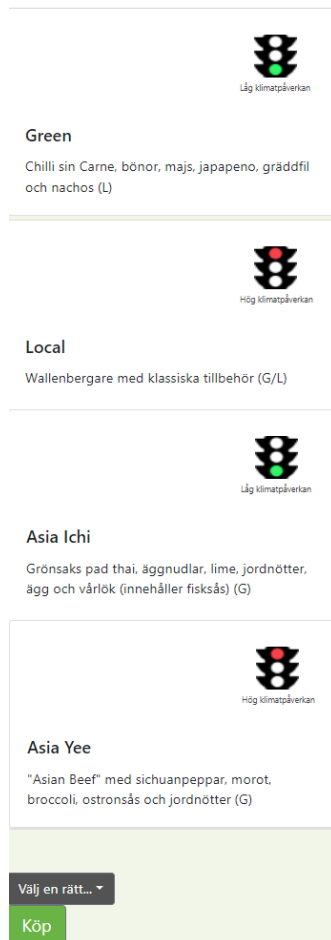 Låg klimatpåverkan
Green
Chilli sin Carne, bönor, majs, japapeno, gräddfil
och nachos (L)
Hög klimatpåverkan
Local
Wallenbergare med klassiska tillbehör (G/L)
Låg klimatpåverkan
Asia Ichi
Grönsaks pad thai, äggnudlar, lime, jordnötter,
ägg och vårlök (innehåller fisksås) (G)
Hög klimatpåverkan
Asia Yee
"Asian Beef" med sichuanpeppar, morot,
broccoli, ostronsås och jordnötter (G)
Välj en rätt...
Köp